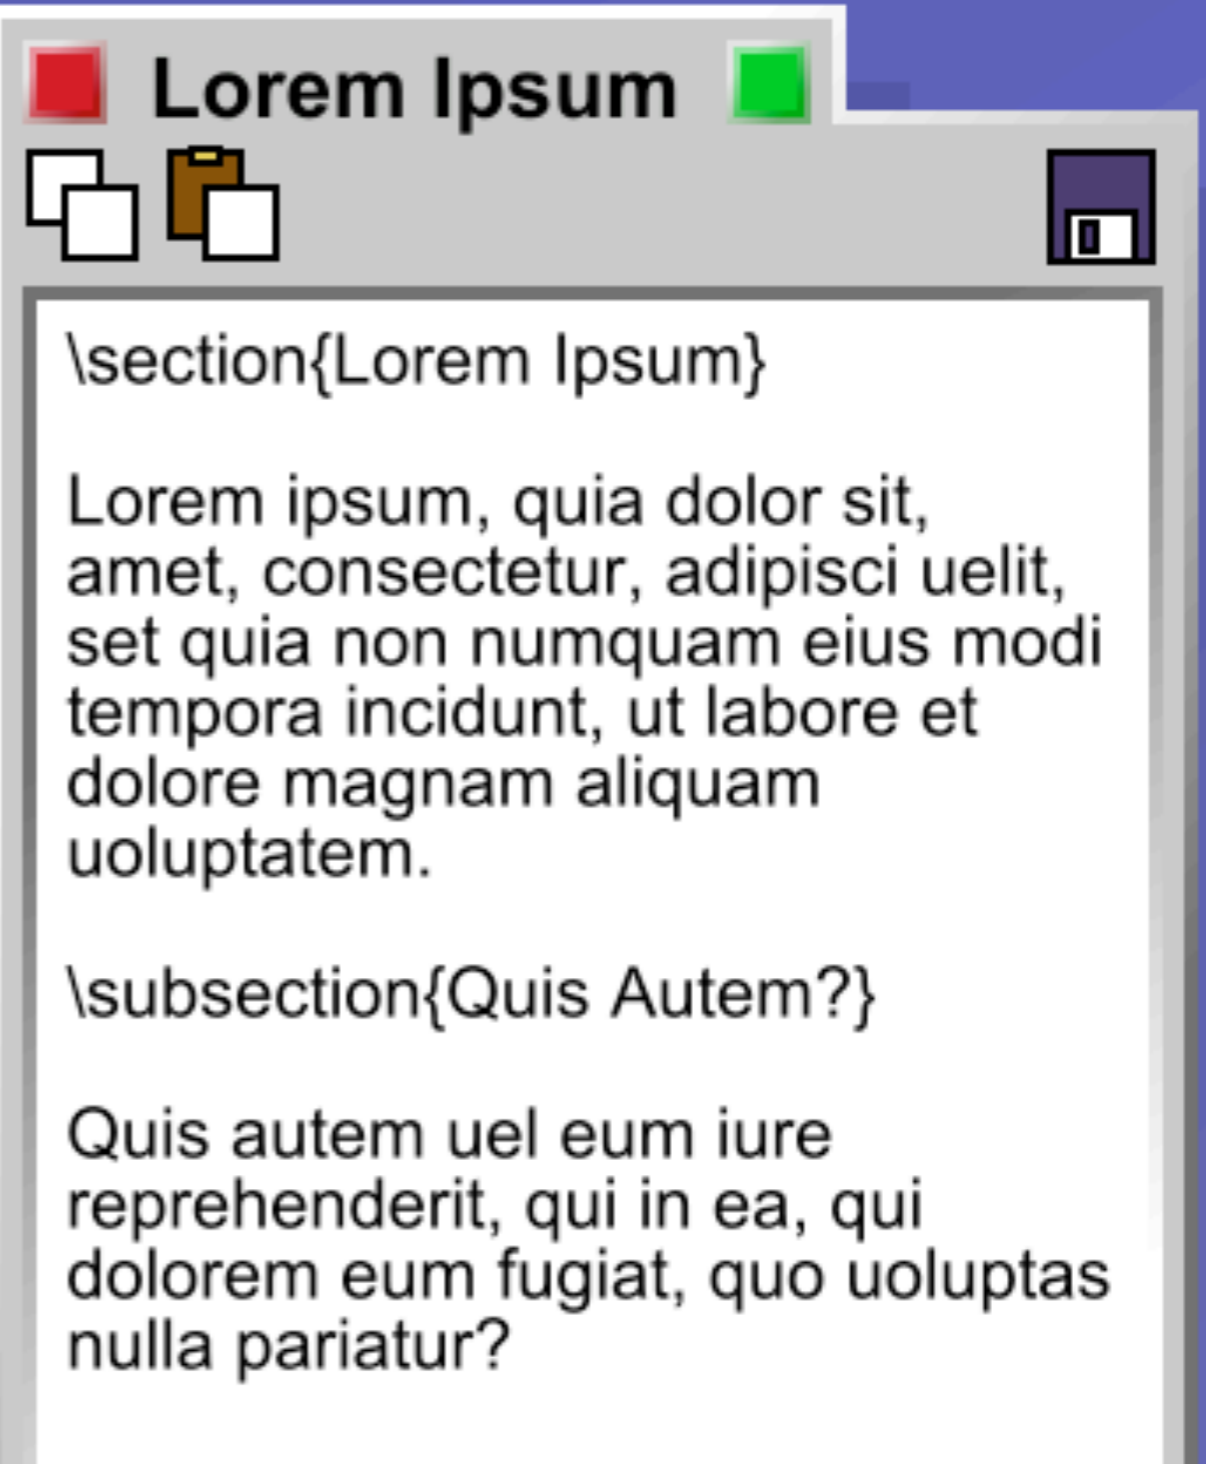 Lorem Ipsum
\section{Lorem Ipsum}
Lorem ipsum, quia dolor sit,
amet, consectetur, adipisci uelit,
set quia non numquam eius modi
tempora incidunt, ut labore et
dolore magnam aliquam
uoluptatem.
\subsection{Quis Autem?}
Quis autem uel eum iure
reprehenderit, qui in ea, qui
dolorem eum fugiat, quo uoluptas
nulla pariatur?